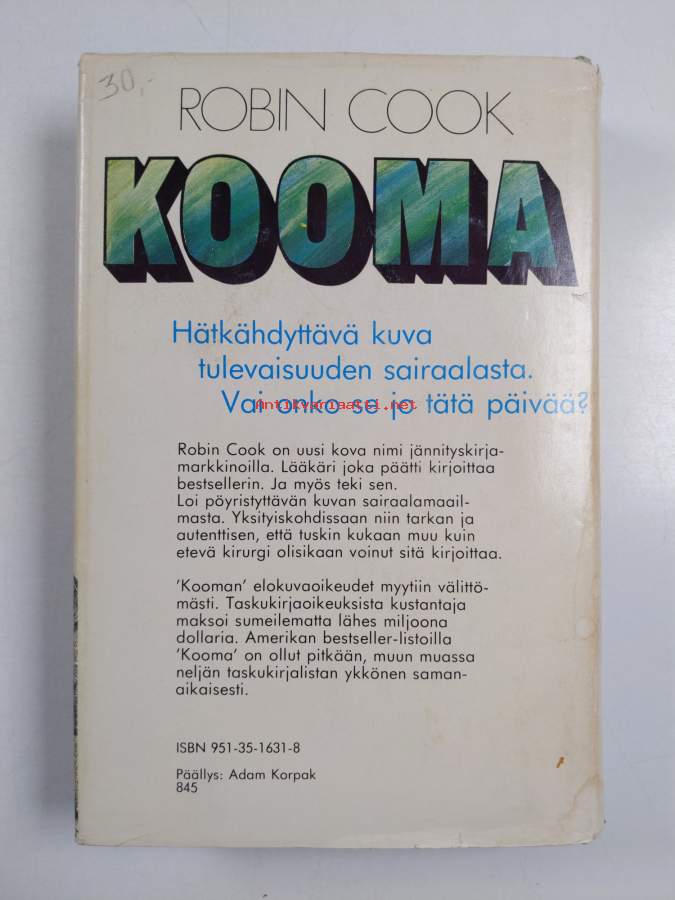 30,-
ROBIN COOK
KOOMA
Hätkähdyttävä kuva
tulevaisuuden sairaalasta.
Vai onko se jo tätä päivää?
Antikvariaatti.net
Robin Cook on uusi kova nimi jännityskirja-
markkinoilla. Lääkäri joka päätti kirjoittaa
bestsellerin. Ja myös teki sen.
Loi pöyristyttävän kuvan sairaalamaail-
masta. Yksityiskohdissaan niin tarkan ja
autenttisen, että tuskin kukaan muu kuin
etevä kirurgi olisikaan voinut sitä kirjoittaa.
'Kooman' elokuvaoikeudet myytiin välittö-
mästi. Taskukirjaoikeuksista kustantaja
maksoi sumeilematta lähes miljoona
dollaria. Amerikan bestseller-listoilla
'Kooma' on ollut pitkään, muun muassa
neljän taskukirjalistan ykkönen saman-
aikaisesti.
ISBN 951-35-1631-8
Päällys: Adam Korpak
845